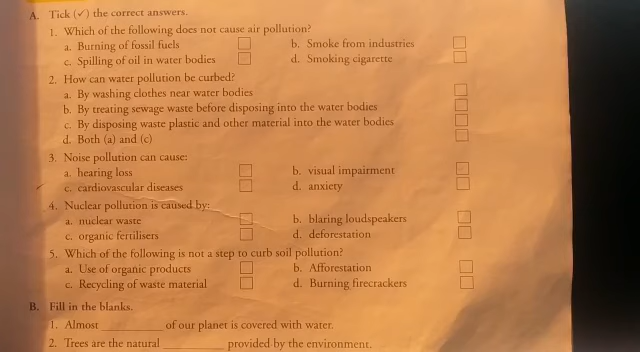 A. Tick (✓) the correct answers.
1. Which of the following does not cause air pollution?
a. Burning of fossil fuels b. Smoke from industries
c. Spilling of oil in water bodies d. Smoking cigarette
2. How can water pollution be curbed?
a. By washing clothes near water bodies
b. By treating sewage waste before disposing into the water bodies
c. By disposing waste plastic and other material into the water bodies
d. Both (a) and (c)
3. Noise pollution can cause:
a. hearing loss b. visual impairment
c. cardiovascular diseases d. anxiety
4. Nuclear pollution is caused by:
a. nuclear waste b. blaring loudspeakers
c. organic fertilisers d. deforestation
5. Which of the following is not a step to curb soil pollution?
a. Use of organic products b. Afforestation
c. Recycling of waste material d. Burning firecrackers
B. Fill in the blanks.
1. Almost __________ of our planet is covered with water.
2. Trees are the natural __________ provided by the environment.